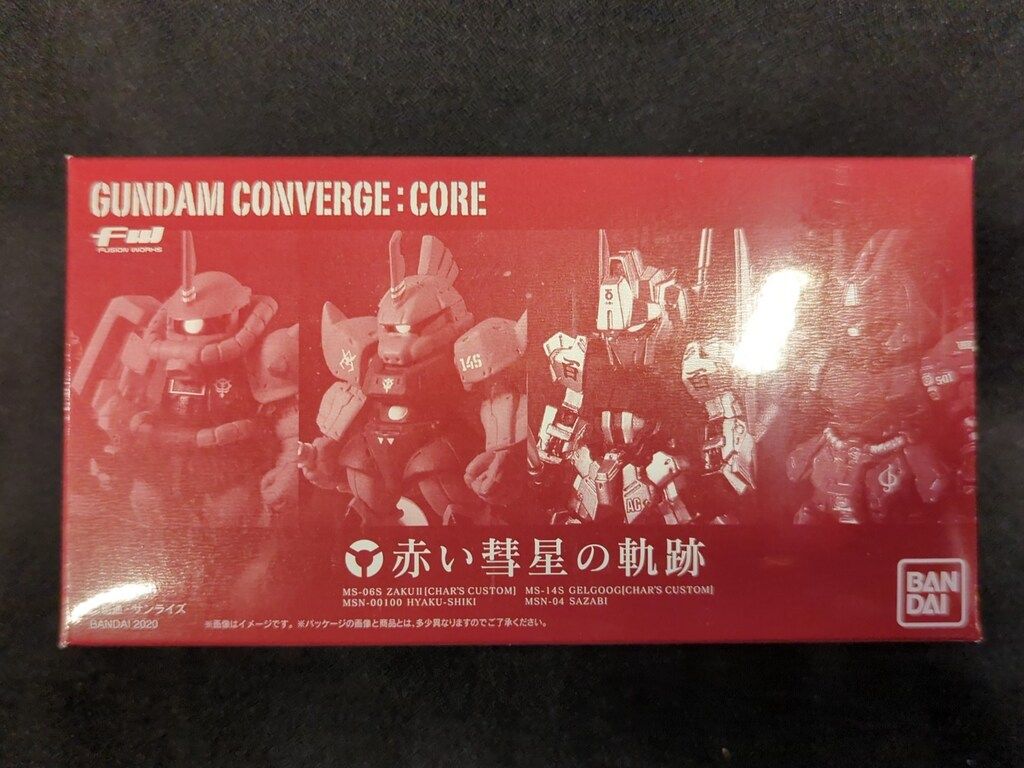 GUNDAM CONVERGE:CORE
FW
FUSION WORKS
14S
百
百
AC
S01
赤い彗星の軌跡
MS-06S ZAKUⅡ[CHAR'S CUSTOM] MS-14S GELGOOG[CHAR'S CUSTOM]
MSN-00100 HYAKU-SHIKI MSN-04 SAZABI
通・サンライズ
BANDAI 2020
※画像はイメージです。※パッケージの画像と商品とは、多少異なりますのでご了承ください。
BAN
DAI